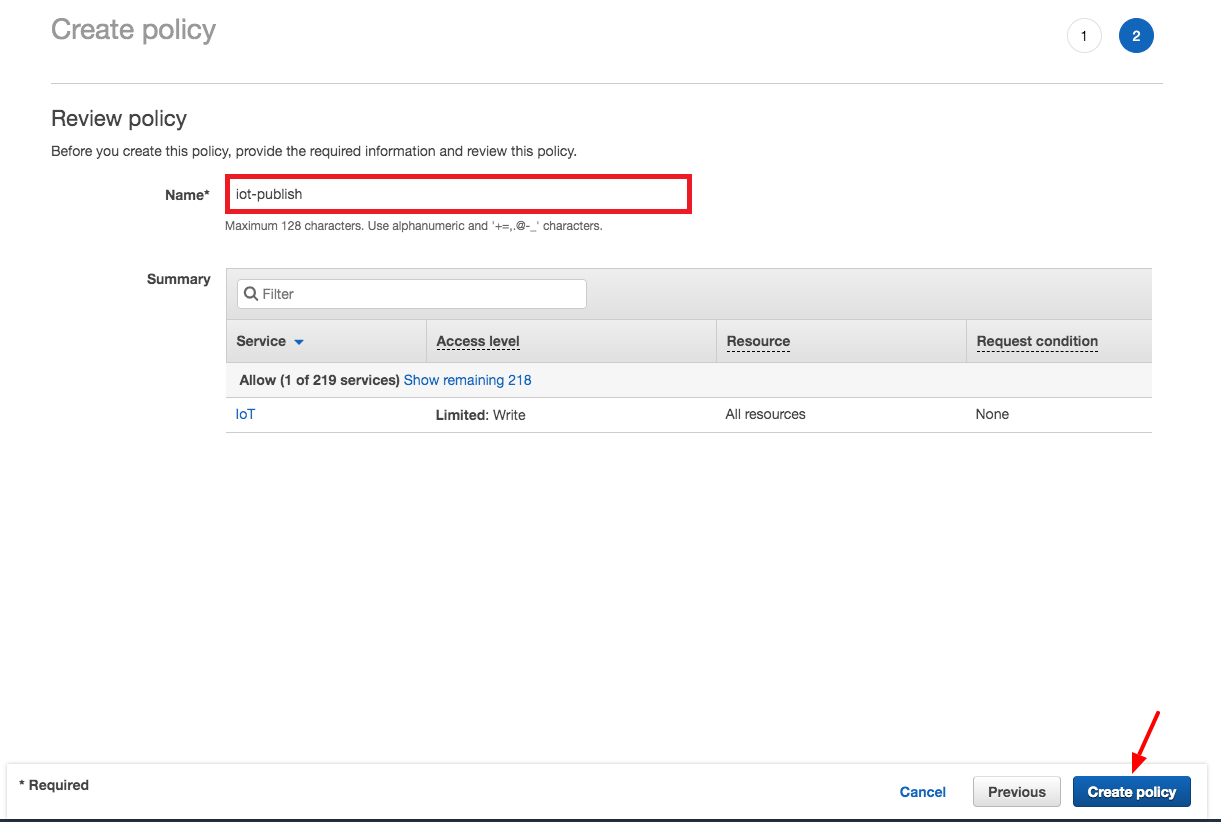 Create policy
1 2
Review policy
Before you create this policy, provide the required information and review this policy.
Name* iot-publish
Maximum 128 characters. Use alphanumeric and '+=,.@-_' characters.
Summary
Filter
Service Access level Resource Request condition
Allow (1 of 219 services) Show remaining 218
IoT Limited: Write All resources None
* Required
Cancel Previous Create policy